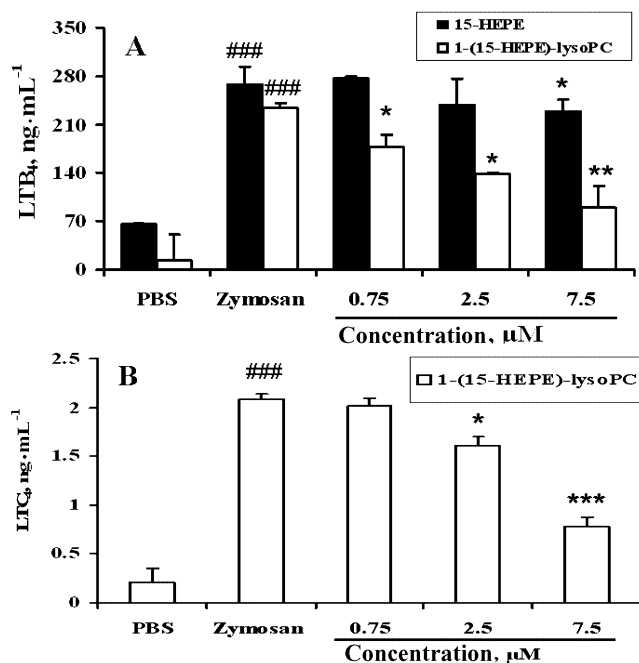 A
15-HEPE
1-(15-HEPE)-lysoPC
LTB₄, ng·mL⁻¹
350
280
210
140
70
0
###
###
*
*
*
**
PBS Zymosan 0.75 2.5 7.5
Concentration, μM
B
1-(15-HEPE)-lysoPC
LTC₄, ng·mL⁻¹
2.5
2
1.5
1
0.5
0
###
*
***
PBS Zymosan 0.75 2.5 7.5
Concentration, μM